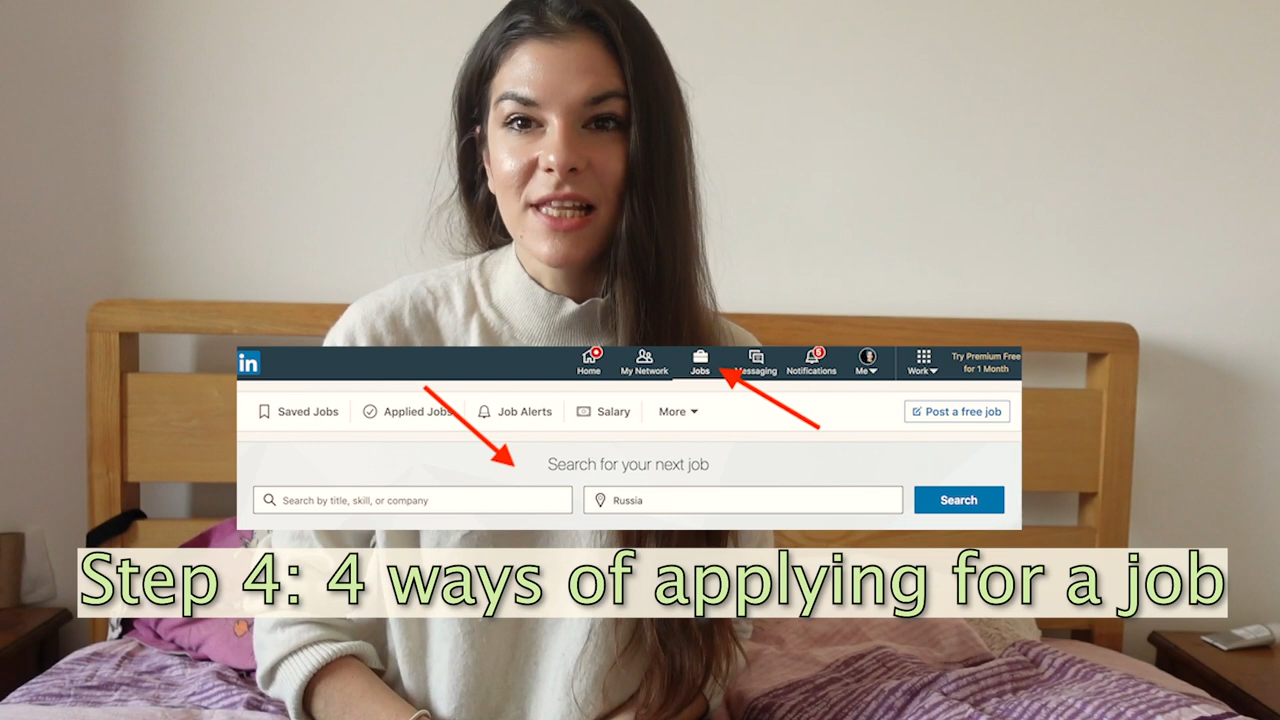 in
Home My Network Jobs Messaging Notifications 5 Me Work Try Premium Free
for 1 Month
Saved Jobs Applied Jobs Job Alerts Salary More Post a free job
Search for your next job
Search by title, skill, or company Russia Search
Step 4: 4 ways of applying for a job